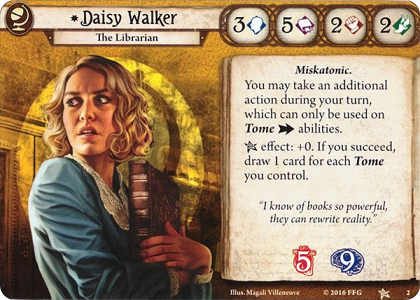 Daisy Walker
The Librarian
3 5 2 2
Miskatonic.
You may take an additional
action during your turn,
which can only be used on
Tome abilities.
effect: +0. If you succeed,
draw 1 card for each Tome
you control.
"I know of books so powerful,
they can rewrite reality."
5 9
Illus. Magali Villeneuve © 2016 FFG 2